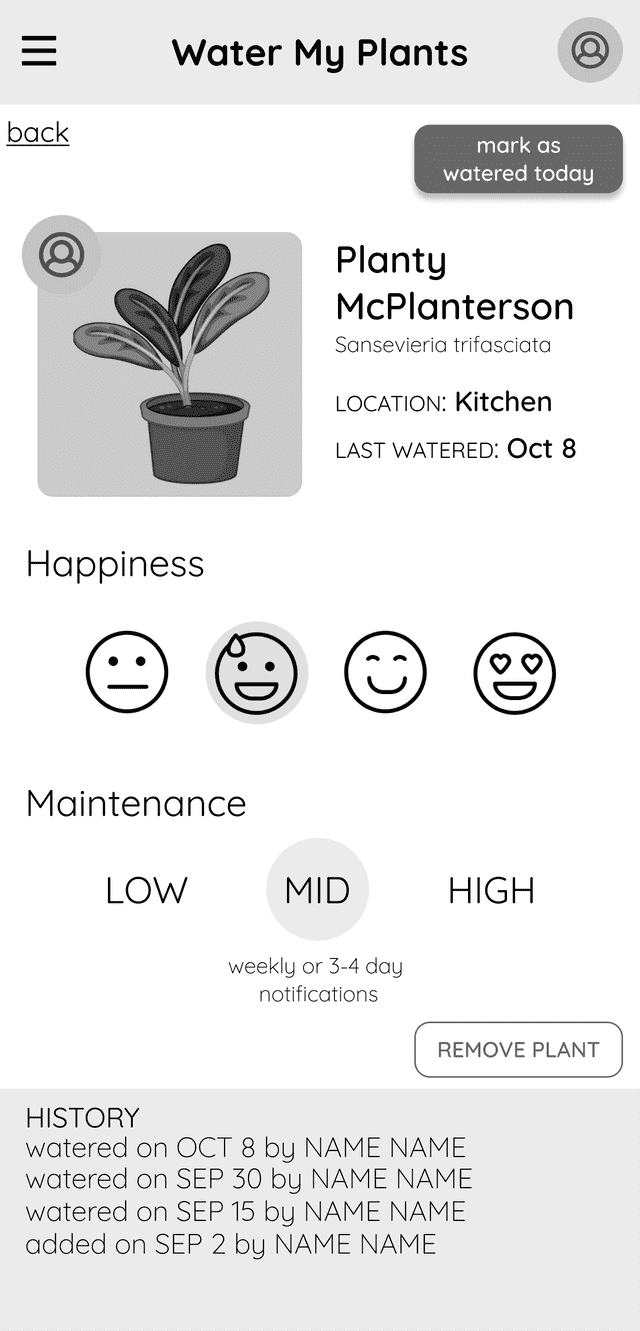 Water My Plants
back
mark as
watered today
Planty
McPlanterson
Sansevieria trifasciata
LOCATION: Kitchen
LAST WATERED: Oct 8
Happiness
Maintenance
LOW MID HIGH
weekly or 3-4 day
notifications
REMOVE PLANT
HISTORY
watered on OCT 8 by NAME NAME
watered on SEP 30 by NAME NAME
watered on SEP 15 by NAME NAME
added on SEP 2 by NAME NAME